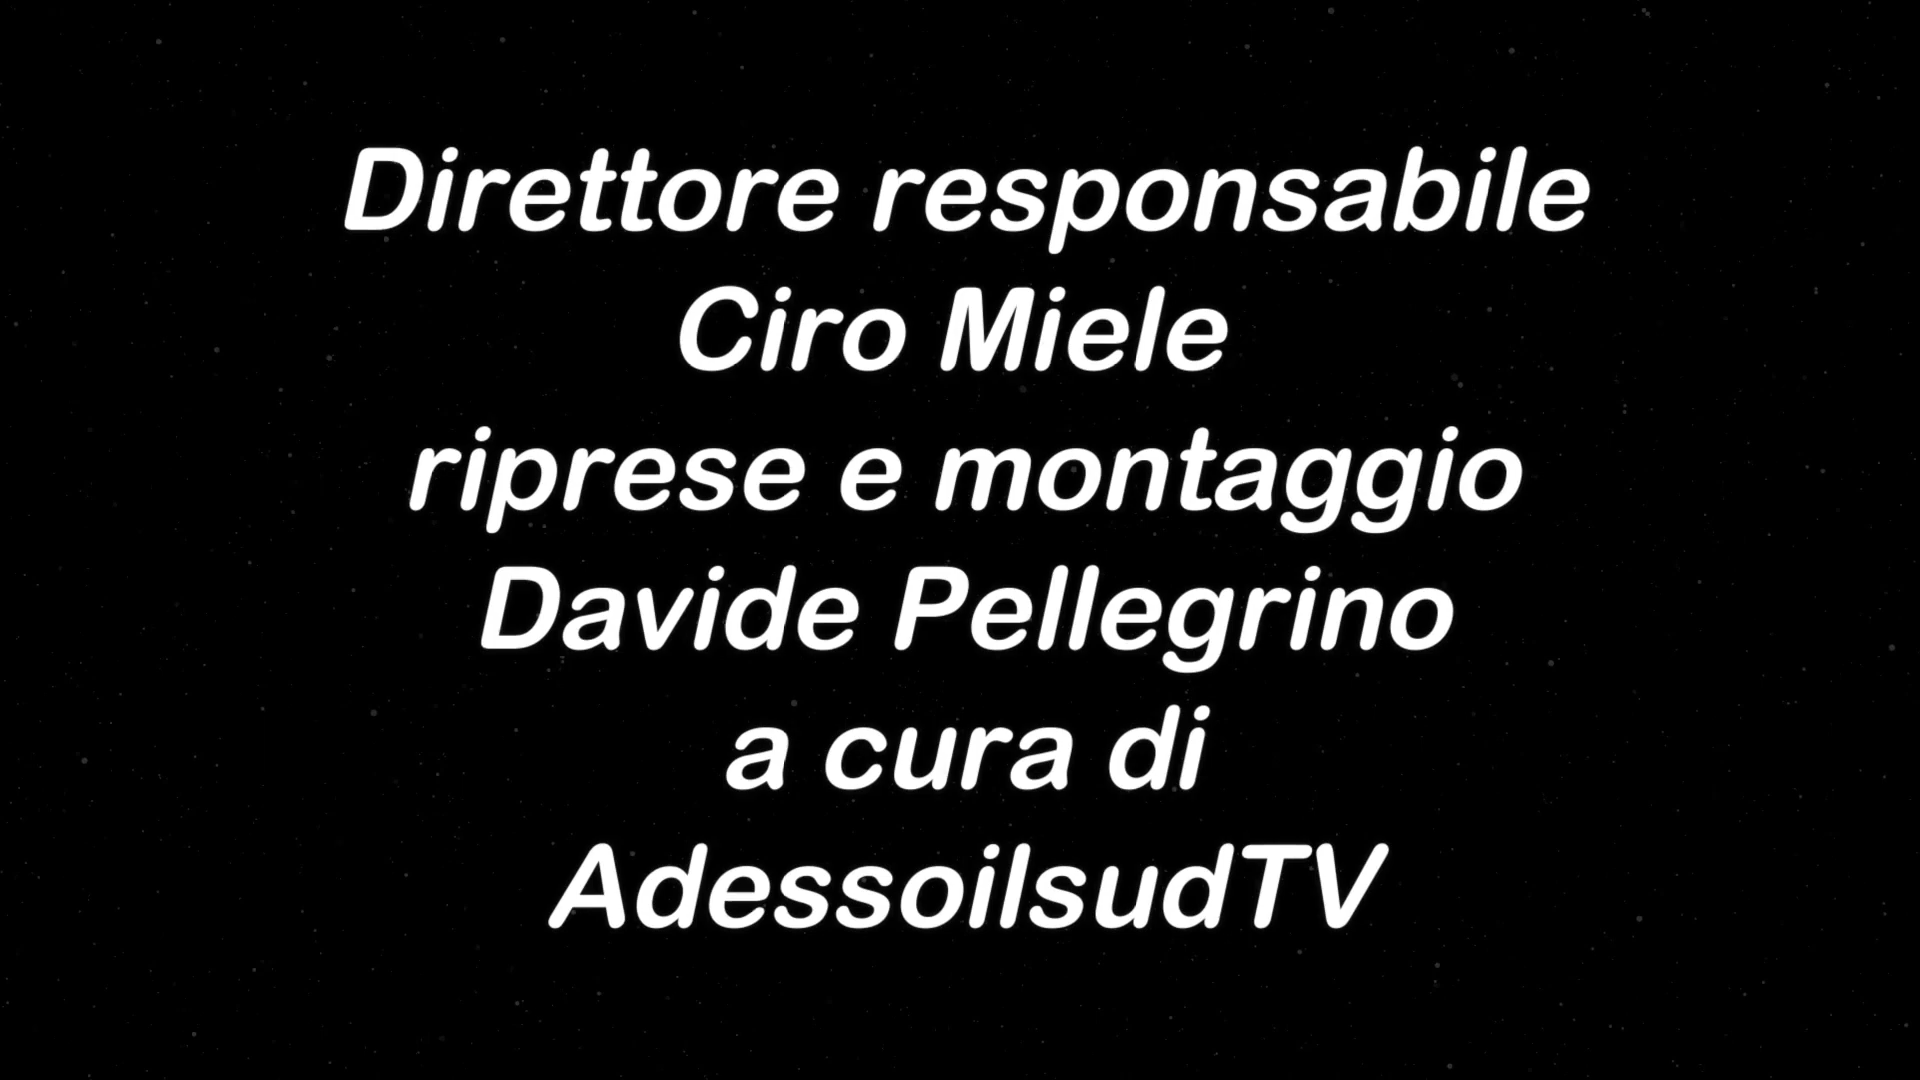 Direttore responsabile
Ciro Miele
riprese e montaggio
Davide Pellegrino
a cura di
AdessoilsudTV